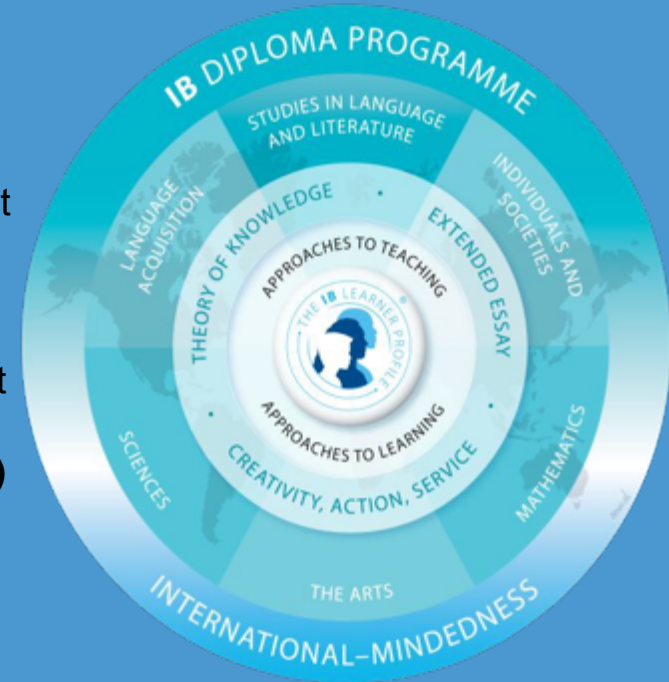 IB DIPLOMA PROGRAMME
STUDIES IN LANGUAGE
AND LITERATURE
LANGUAGE
ACQUISITION
INDIVIDUALS AND
SOCIETIES
THEORY OF KNOWLEDGE
EXTENDED ESSAY
APPROACHES TO TEACHING
THE IB LEARNER PROFILE ®
APPROACHES TO LEARNING
CREATIVITY, ACTION, SERVICE
SCIENCES
MATHEMATICS
THE ARTS
INTERNATIONAL–MINDEDNESS
t
t
)